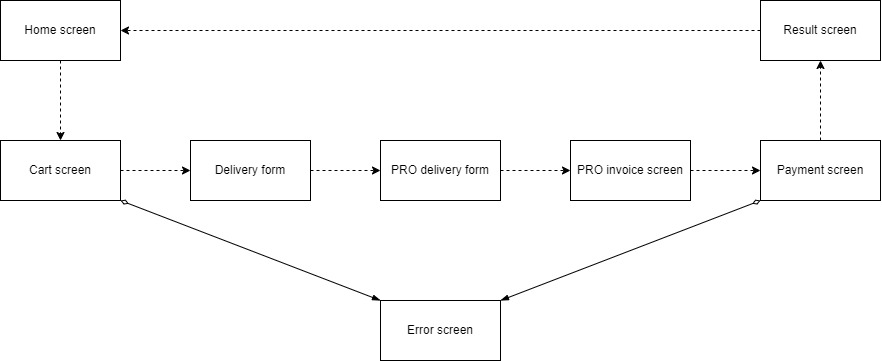 Home screen
Result screen
Cart screen
Delivery form
PRO delivery form
PRO invoice screen
Payment screen
Error screen